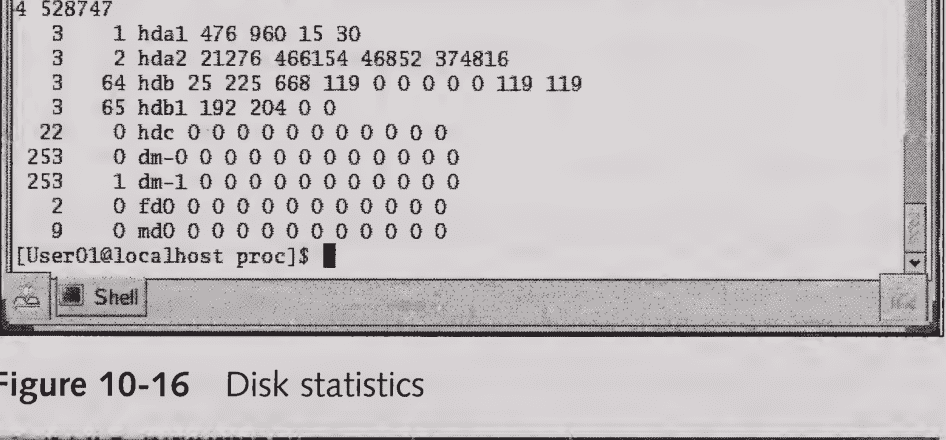 4 528747
3 1 hda1 476 960 15 30
3 2 hda2 21276 466154 46852 374816
3 64 hdb 25 225 668 119 0 0 0 0 0 119 119
3 65 hdb1 192 204 0 0
22 0 hdc 0 0 0 0 0 0 0 0 0 0 0
253 0 dm-0 0 0 0 0 0 0 0 0 0 0 0
253 1 dm-1 0 0 0 0 0 0 0 0 0 0 0
2 0 fd0 0 0 0 0 0 0 0 0 0 0 0
9 0 md0 0 0 0 0 0 0 0 0 0 0 0
[User01@localhost proc]$
Shell
Figure 10-16 Disk statistics